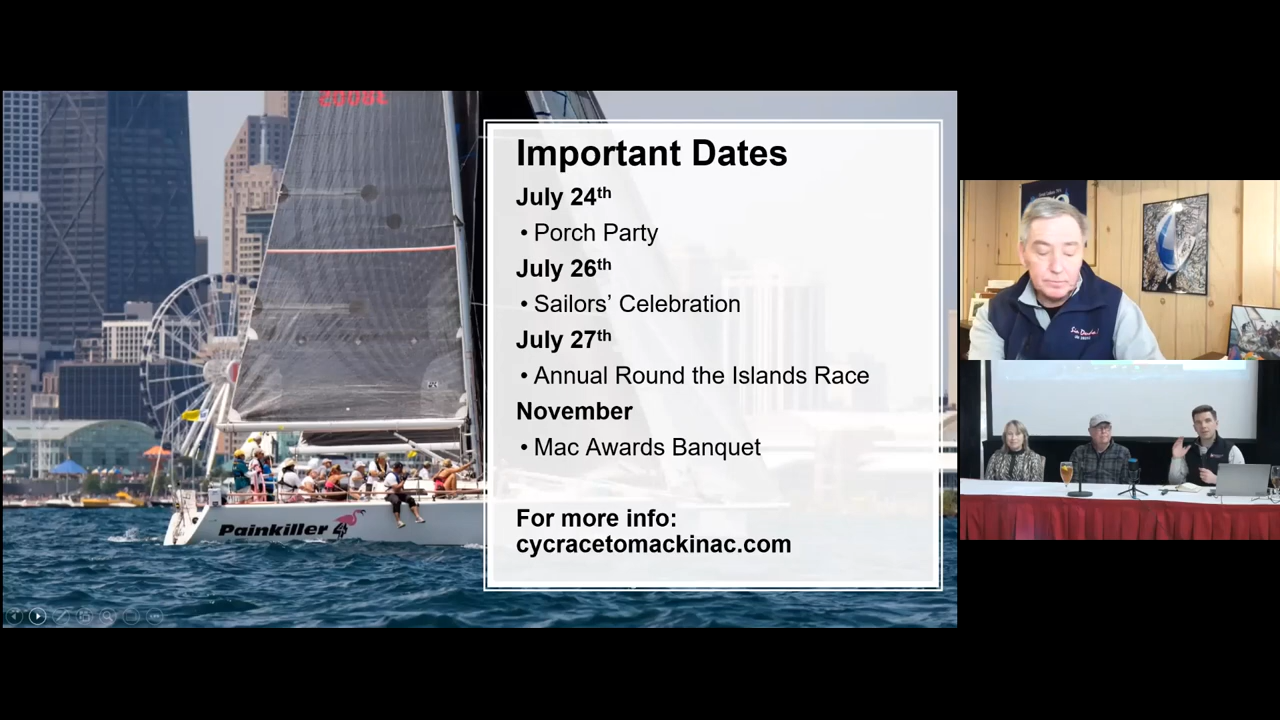 Important Dates
July 24th
• Porch Party
July 26th
• Sailors’ Celebration
July 27th
• Annual Round the Islands Race
November
• Mac Awards Banquet
For more info:
cycracetomackinac.com
Painkiller 4